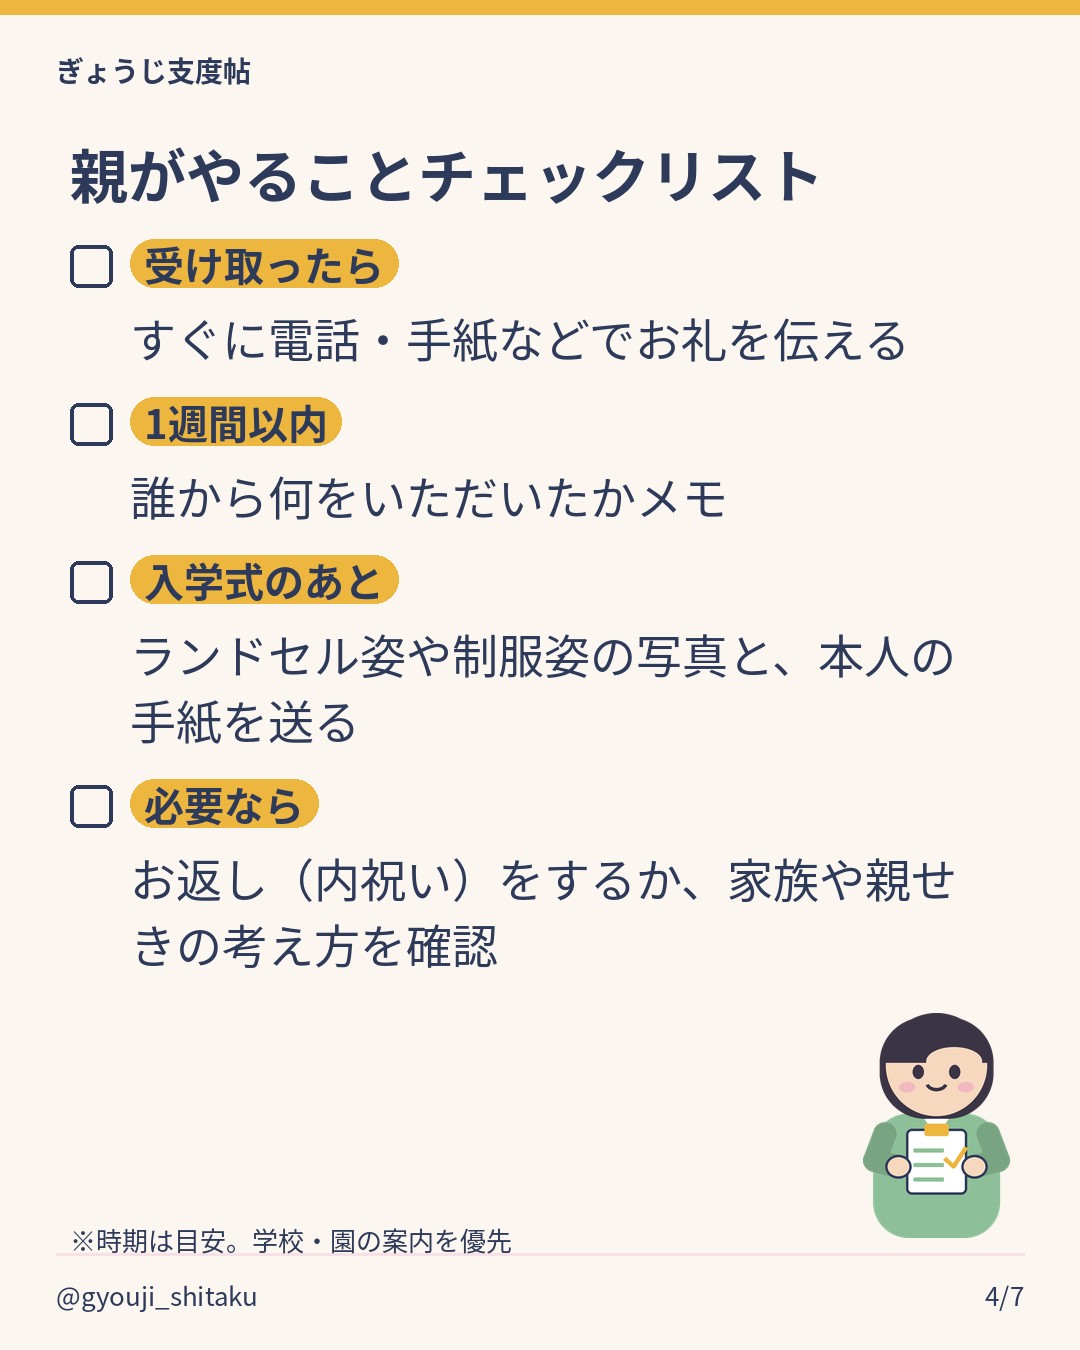 ぎょうじ支度帖
親がやることチェックリスト
受け取ったら
すぐに電話・手紙などでお礼を伝える
1週間以内
誰から何をいただいたかメモ
入学式のあと
ランドセル姿や制服姿の写真と、本人の
手紙を送る
必要なら
お返し（内祝い）をするか、家族や親せ
きの考え方を確認
※時期は目安。学校・園の案内を優先
@gyouji_shitaku
4/7